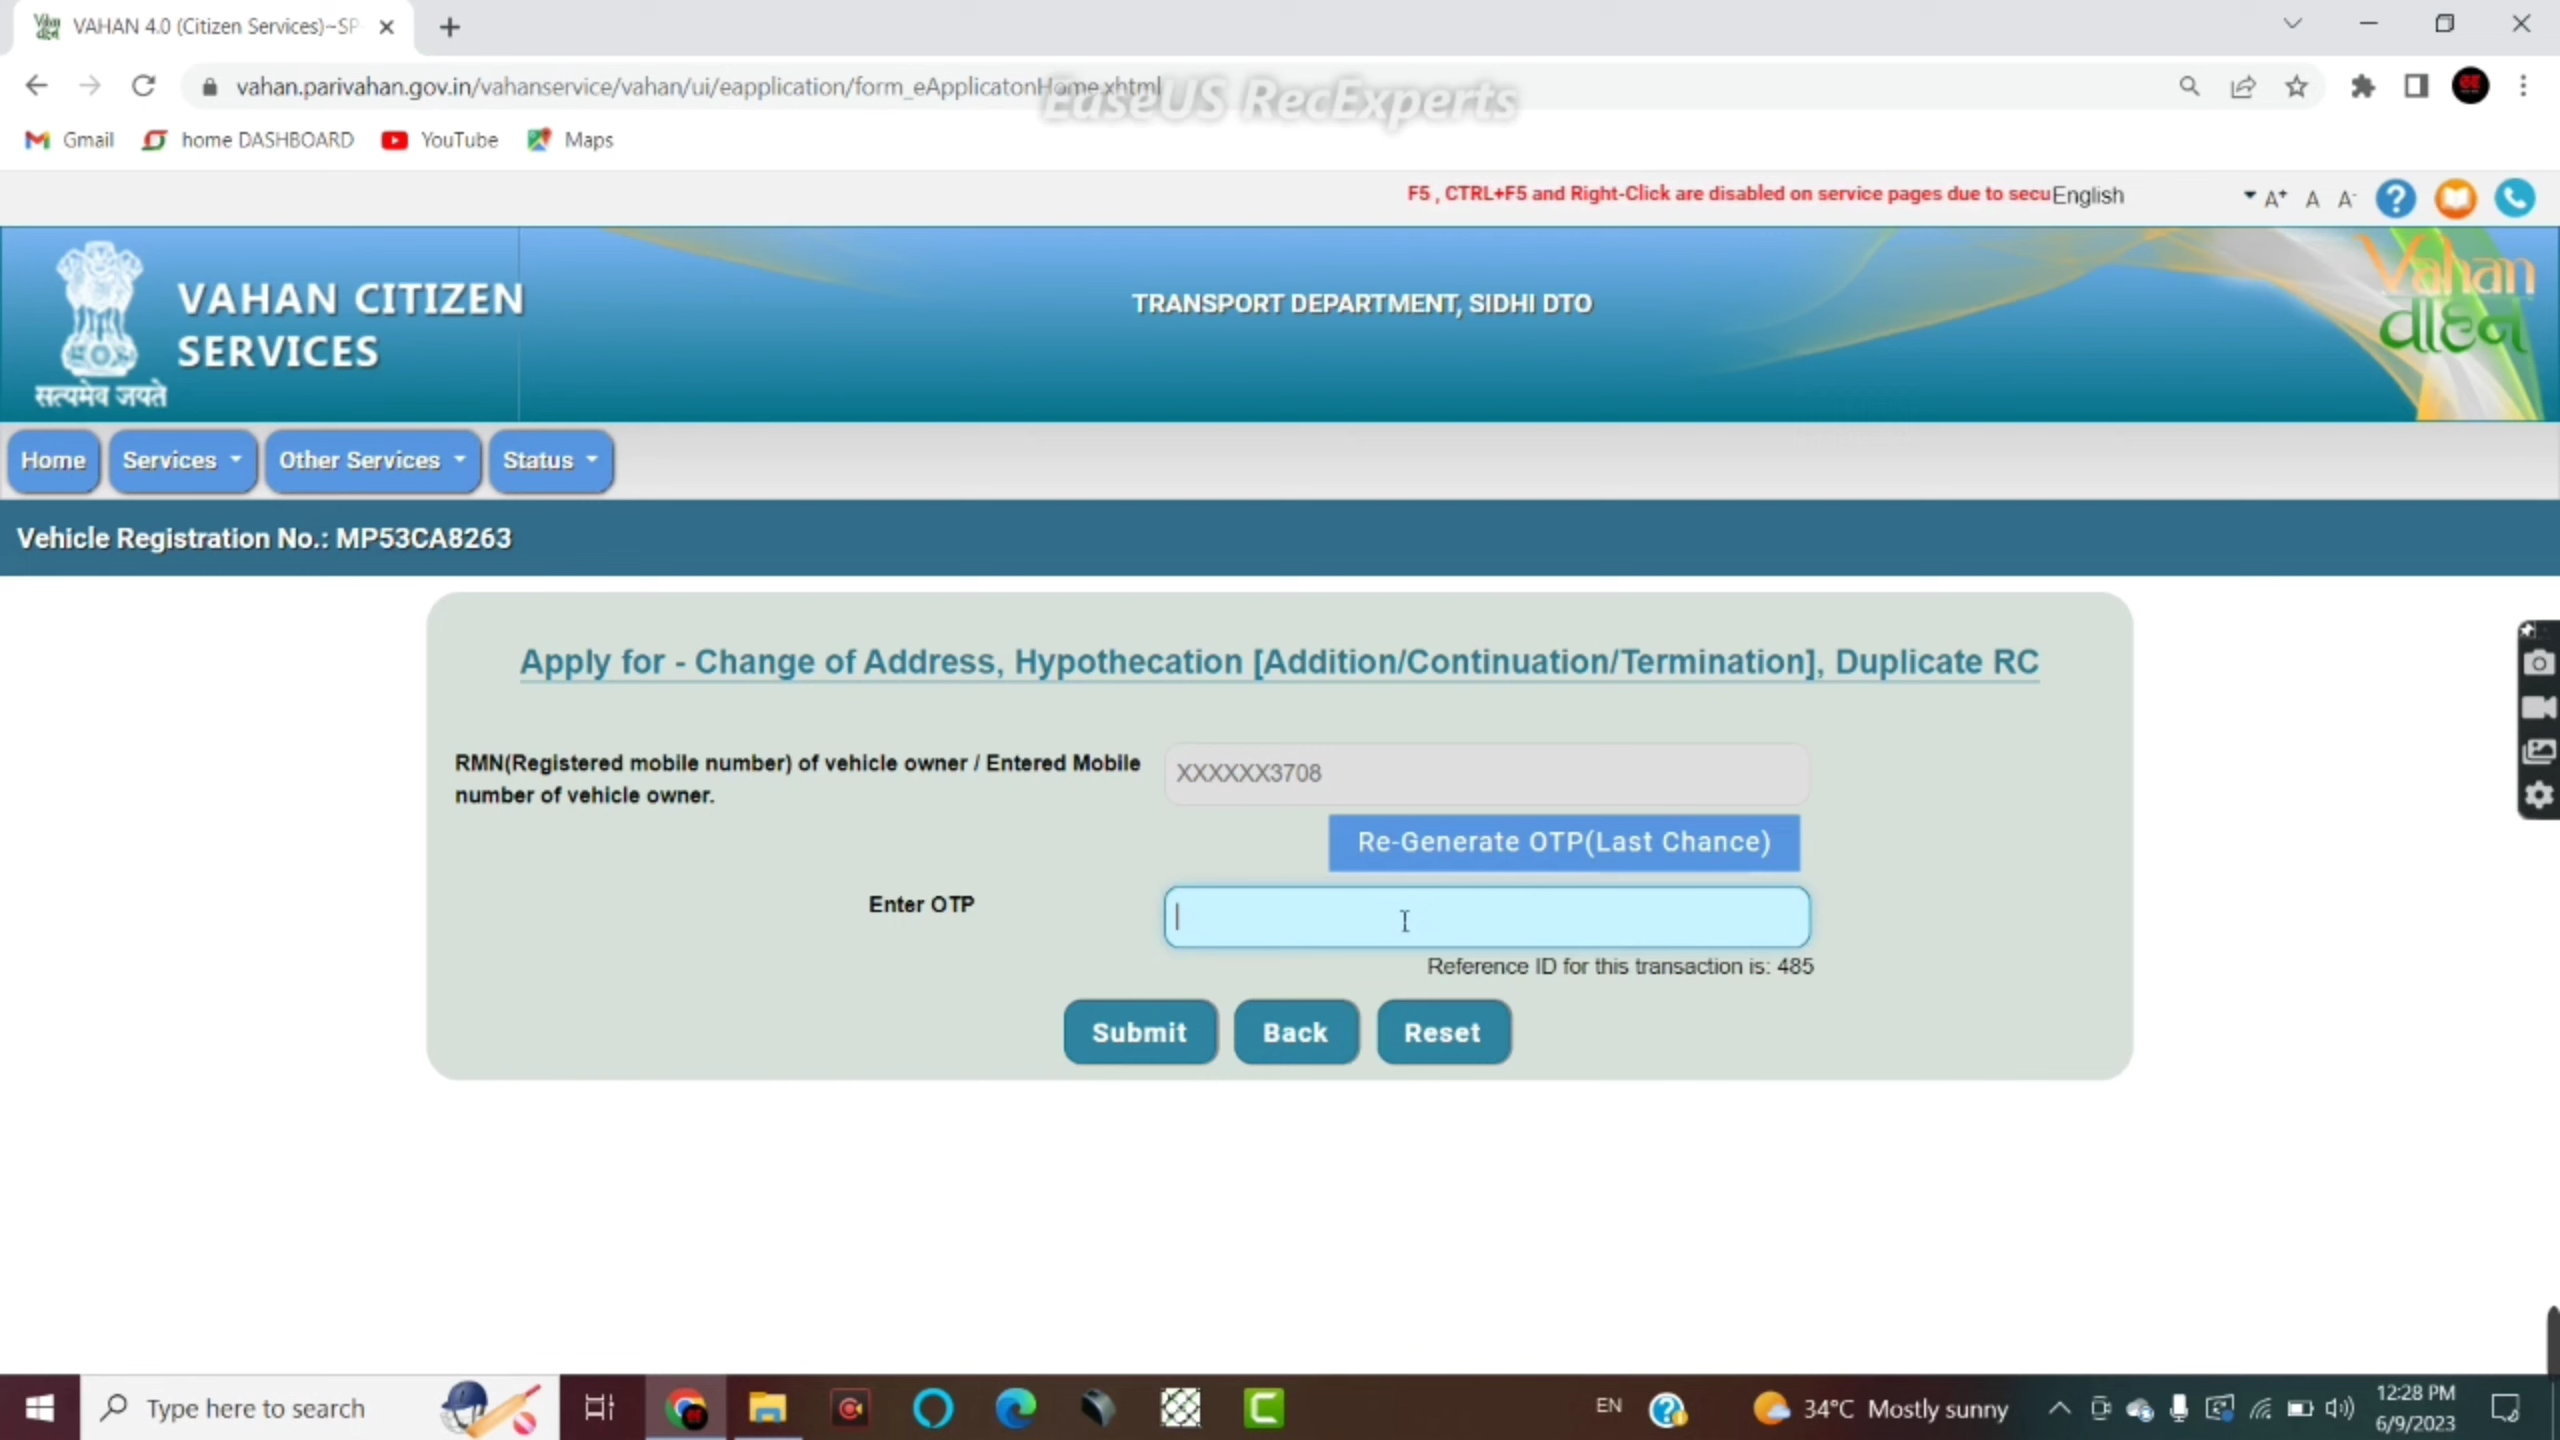 VAHAN 4.0 (Citizen Services)~SP
vahan.parivahan.gov.in/vahanservice/vahan/ui/eapplication/form_eApplicatonHome.xhtml
EaseUS RecExperts
Gmail home DASHBOARD YouTube Maps
F5 , CTRL+F5 and Right-Click are disabled on service pages due to secu English A+ A A-
VAHAN CITIZEN
SERVICES
सत्यमेव जयते
TRANSPORT DEPARTMENT, SIDHI DTO
Vahan
वाहन
Home Services Other Services Status
Vehicle Registration No.: MP53CA8263
Apply for - Change of Address, Hypothecation [Addition/Continuation/Termination], Duplicate RC
RMN(Registered mobile number) of vehicle owner / Entered Mobile
number of vehicle owner.
XXXXXX3708
Re-Generate OTP(Last Chance)
Enter OTP
Reference ID for this transaction is: 485
Submit Back Reset
Type here to search
EN
34°C Mostly sunny
12:28 PM
6/9/2023